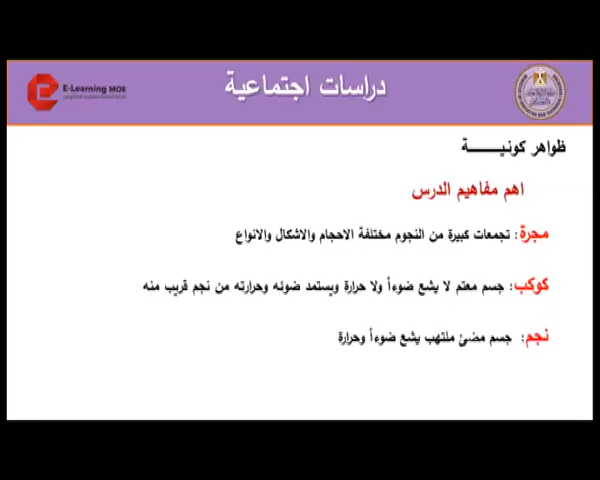 E-Learning MOE
دراسات اجتماعية
ظواهر كونيـــــــة
اهم مفاهيم الدرس
مجرة: تجمعات كبيرة من النجوم مختلفة الاحجام والاشكال والانواع
كوكب: جسم معتم لا يشع ضوءاً ولا حرارة ويستمد ضوئه وحرارته من نجم قريب منه
نجم: جسم مضئ ملتهب يشع ضوءاً وحرارة